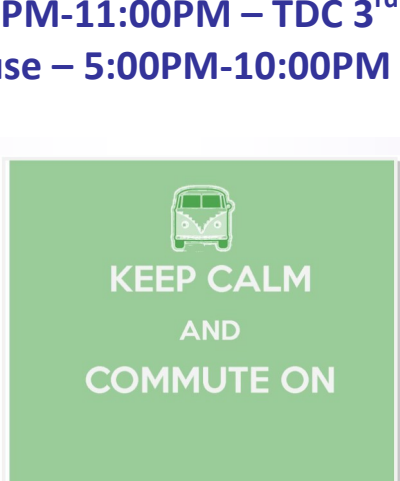 PM-11:00PM – TDC 3rd
use – 5:00PM-10:00PM
KEEP CALM
AND
COMMUTE ON